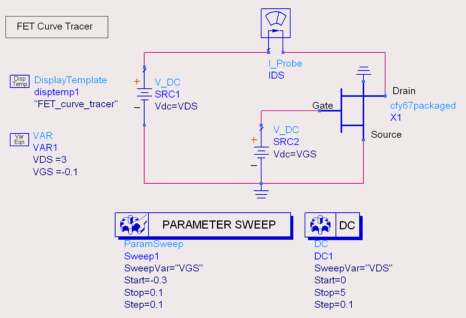 FET Curve Tracer
I_Probe
IDS
Disp
Temp
DisplayTemplate
disptemp1
"FET_curve_tracer"
+
V_DC
SRC1
Vdc=VDS
-
Drain
Gate
cfy67packaged
X1
Source
Var
Eqn
VAR
VAR1
VDS =3
VGS =-0.1
+
V_DC
SRC2
Vdc=VGS
-
PARAMETER SWEEP
ParamSweep
Sweep1
SweepVar="VGS"
Start=-0.3
Stop=0.1
Step=0.1
DC
DC
DC1
SweepVar="VDS"
Start=0
Stop=5
Step=0.1